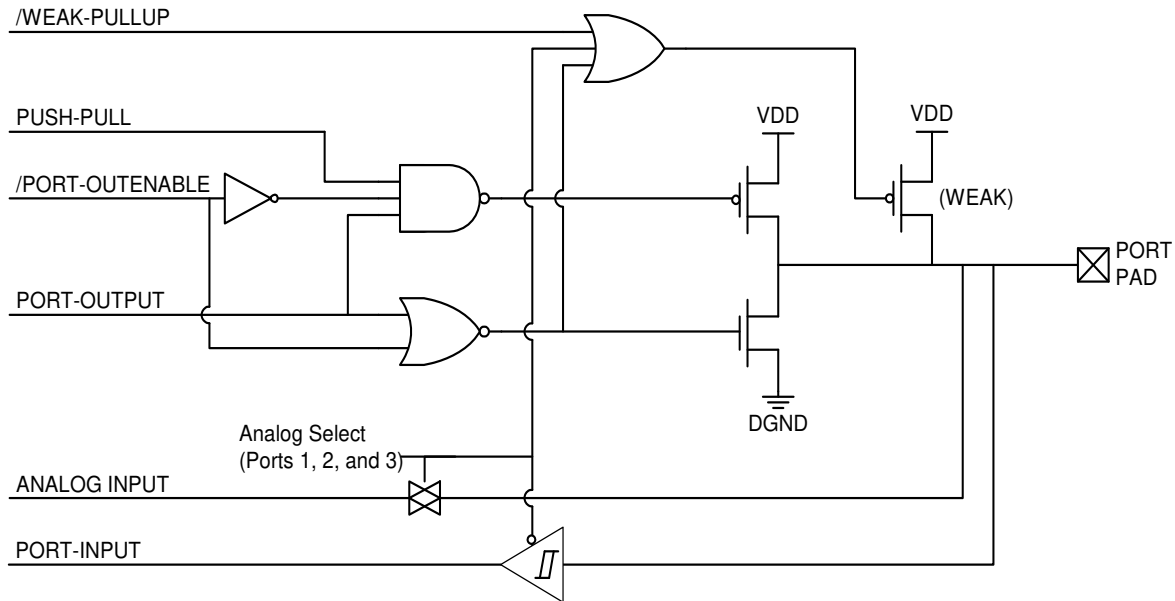 /WEAK-PULLUP
PUSH-PULL
VDD
VDD
/PORT-OUTENABLE
(WEAK)
PORT
PAD
PORT-OUTPUT
DGND
Analog Select
(Ports 1, 2, and 3)
ANALOG INPUT
PORT-INPUT